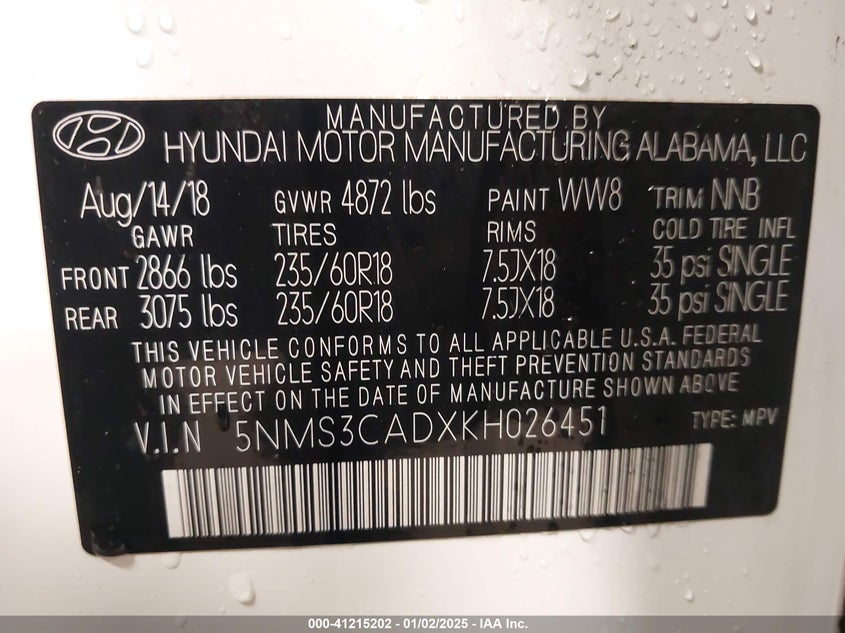 MANUFACTURED BY
HYUNDAI MOTOR MANUFACTURING ALABAMA, LLC
Aug/14/18 GVWR 4872 lbs PAINT WW8 TRIM NNB
GAWR TIRES RIMS COLD TIRE INFL
FRONT 2866 lbs 235/60R18 7.5JX18 35 psi SINGLE
REAR 3075 lbs 235/60R18 7.5JX18 35 psi SINGLE
THIS VEHICLE CONFORMS TO ALL APPLICABLE U.S.A. FEDERAL
MOTOR VEHICLE SAFETY AND THEFT PREVENTION STANDARDS
IN EFFECT ON THE DATE OF MANUFACTURE SHOWN ABOVE
V.I.N 5NMS3CADXKH026451 TYPE: MPV
000-41215202 - 01/02/2025 - IAA Inc.